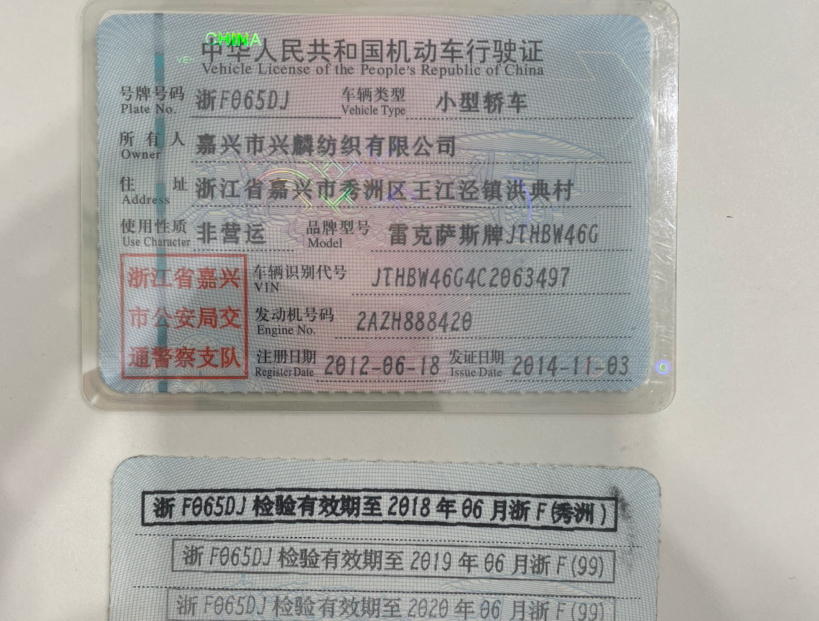 CHINA
中华人民共和国机动车行驶证
Vehicle License of the People's Republic of China
号牌号码 浙F065DJ 车辆类型 小型轿车
Plate No. Vehicle Type
所有人 嘉兴市兴麟纺织有限公司
Owner
住址 浙江省嘉兴市秀洲区王江泾镇洪典村
Address
使用性质 非营运 品牌型号 雷克萨斯牌JTHBW46G
Use Character Model
浙江省嘉兴 车辆识别代号 JTHBW46G4C2063497
VIN
市公安局交 发动机号码 2AZH888420
Engine No.
通警察支队 注册日期 2012-06-18 发证日期 2014-11-03
Register Date Issue Date
浙F065DJ检验有效期至2018年06月浙F(秀洲)
浙F065DJ检验有效期至2019年06月浙F(99)
浙F065DJ检验有效期至2020年06月浙F(99)